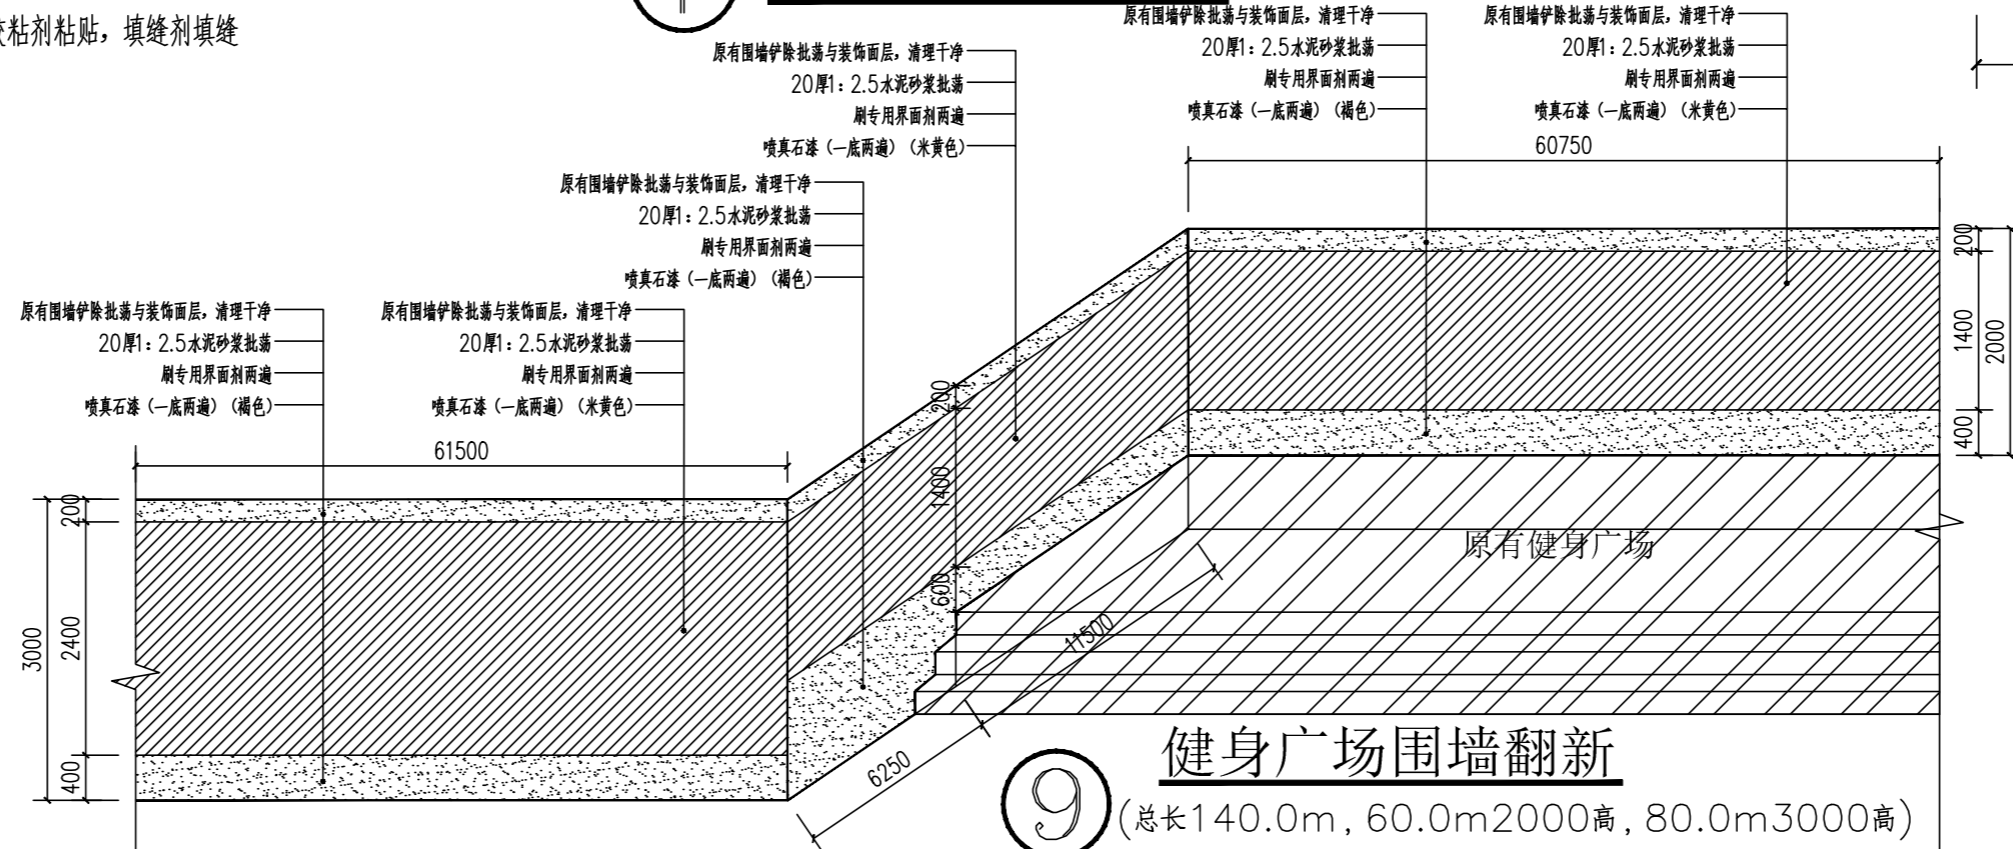 粘剂粘贴，填缝剂填缝
原有围墙铲除批荡与装饰面层，清理干净
20厚1：2.5水泥砂浆批荡
刷专用界面剂两遍
喷真石漆（一底两遍）（褐色）
原有围墙铲除批荡与装饰面层，清理干净
20厚1：2.5水泥砂浆批荡
刷专用界面剂两遍
喷真石漆（一底两遍）（米黄色）
原有围墙铲除批荡与装饰面层，清理干净
20厚1：2.5水泥砂浆批荡
刷专用界面剂两遍
喷真石漆（一底两遍）（米黄色）
60750
原有围墙铲除批荡与装饰面层，清理干净
20厚1：2.5水泥砂浆批荡
刷专用界面剂两遍
喷真石漆（一底两遍）（褐色）
原有围墙铲除批荡与装饰面层，清理干净
20厚1：2.5水泥砂浆批荡
刷专用界面剂两遍
喷真石漆（一底两遍）（褐色）
原有围墙铲除批荡与装饰面层，清理干净
20厚1：2.5水泥砂浆批荡
刷专用界面剂两遍
喷真石漆（一底两遍）（米黄色）
61500
200
2400
400
3000
200
1400
600
200
1400
400
2000
原有健身广场
11500
6250
9
健身广场围墙翻新
(总长140.0m,60.0m2000高,80.0m3000高)